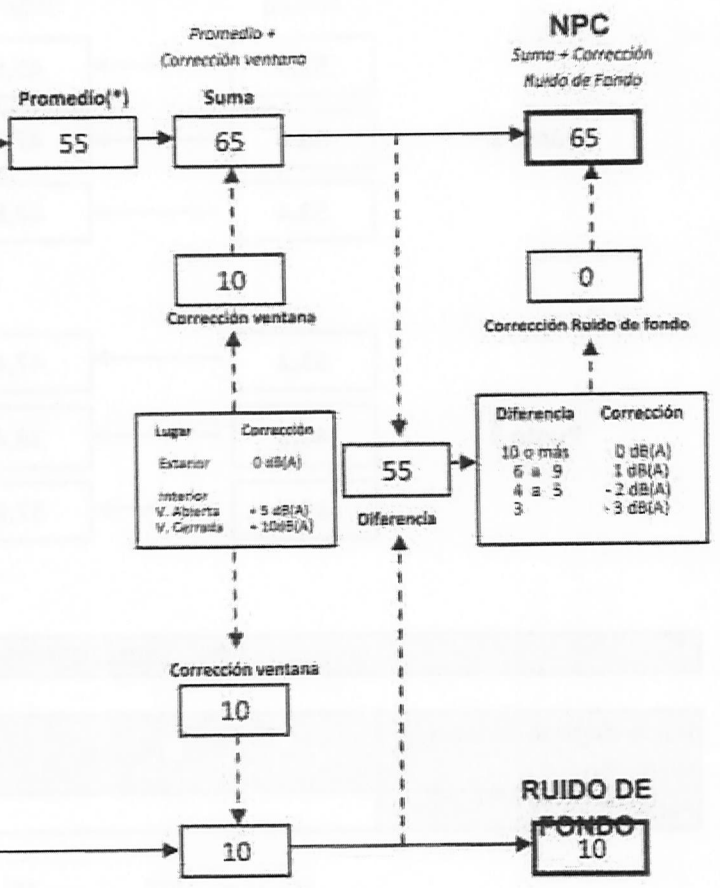 Promedio +
Corrección ventana
NPC
Suma + Corrección
Ruido de Fondo
Promedio(*)
Suma
55
65
65
10
0
Corrección ventana
Corrección Ruido de fondo
Lugar Corrección
Exterior 0 dB(A)
Interior
V. Abierta + 5 dB(A)
V. Cerrada + 10dB(A)
55
Diferencia
Diferencia Corrección
10 o más 0 dB(A)
6 a 9 1 dB(A)
4 a 5 - 2 dB(A)
3 - 3 dB(A)
Corrección ventana
10
RUIDO DE
FONDO
10
10